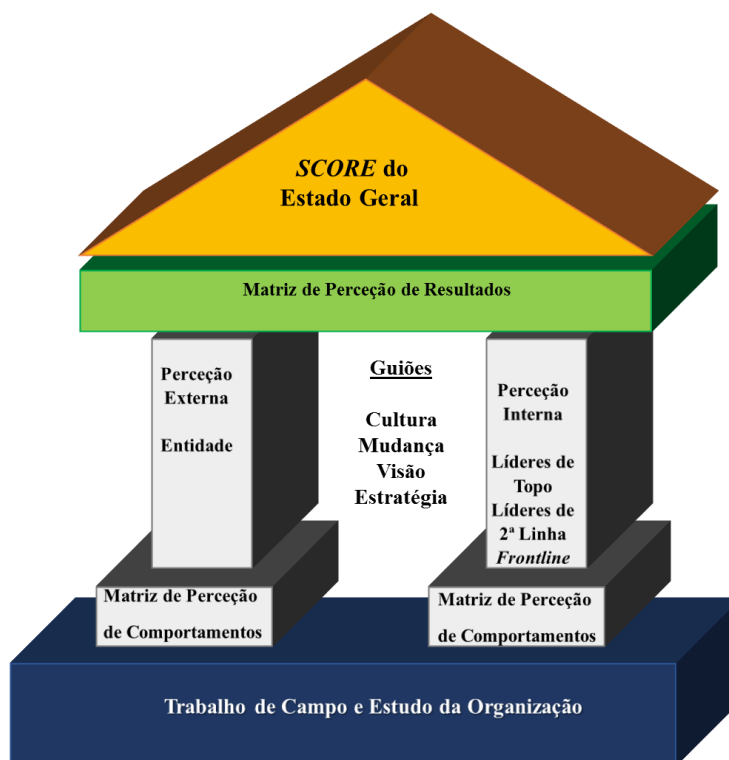 SCORE do
Estado Geral
Matriz de Perceção de Resultados
Perceção
Externa
Entidade
Guiões
Cultura
Mudança
Visão
Estratégia
Perceção
Interna
Líderes de
Topo
Líderes de
2ª Linha
Frontline
Matriz de Perceção
de Comportamentos
Matriz de Perceção
de Comportamentos
Trabalho de Campo e Estudo da Organização